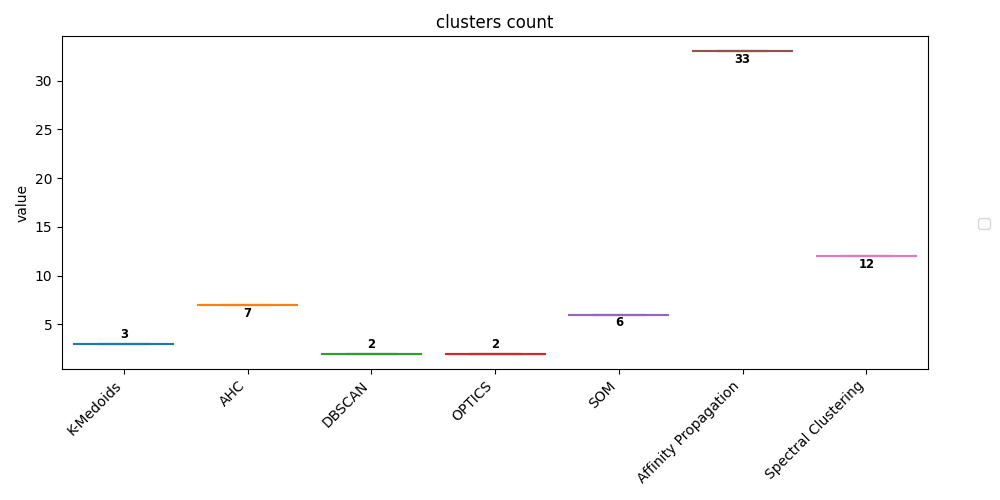 clusters count
value
30
25
20
15
10
5
3
7
2
2
6
33
12
K-Medoids
AHC
DBSCAN
OPTICS
SOM
Affinity Propagation
Spectral Clustering